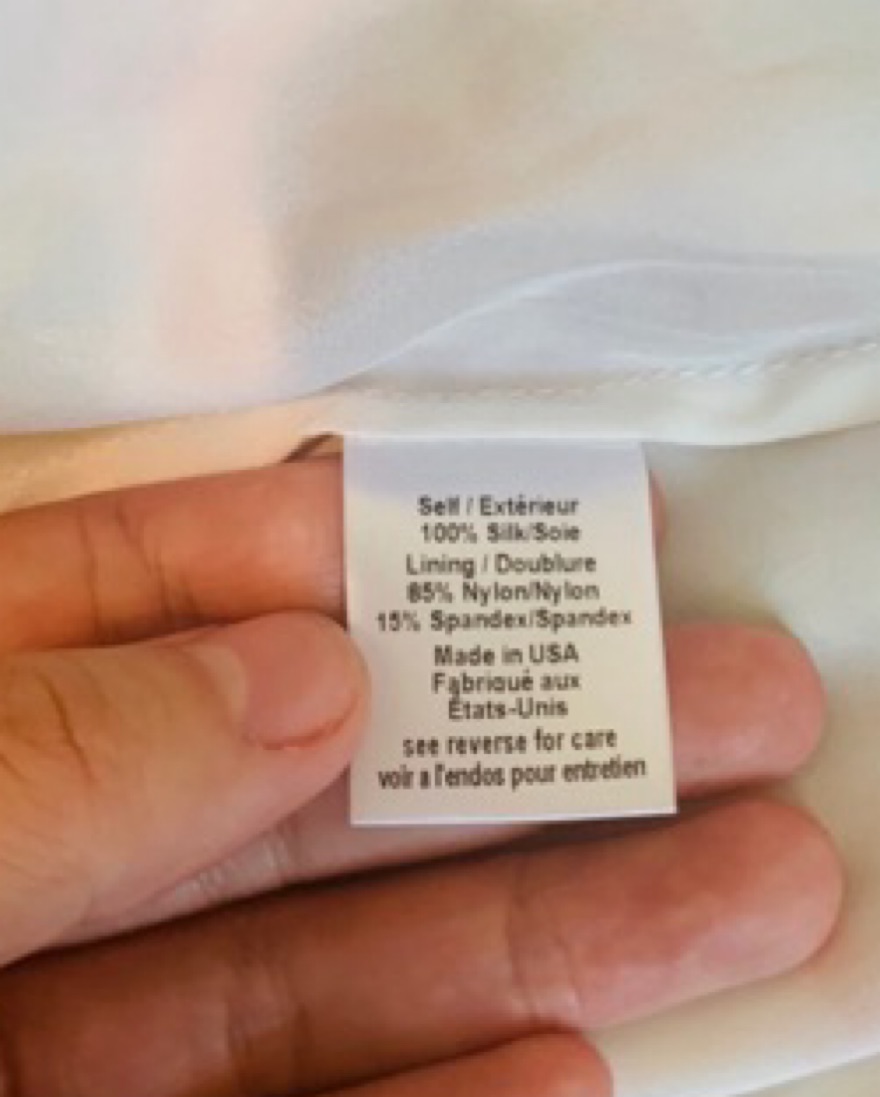 Self / Extérieur
100% Silk/Soie
Lining / Doublure
85% Nylon/Nylon
15% Spandex/Spandex
Made in USA
Fabriqué aux
États-Unis
see reverse for care
voir a l'endos pour entretien